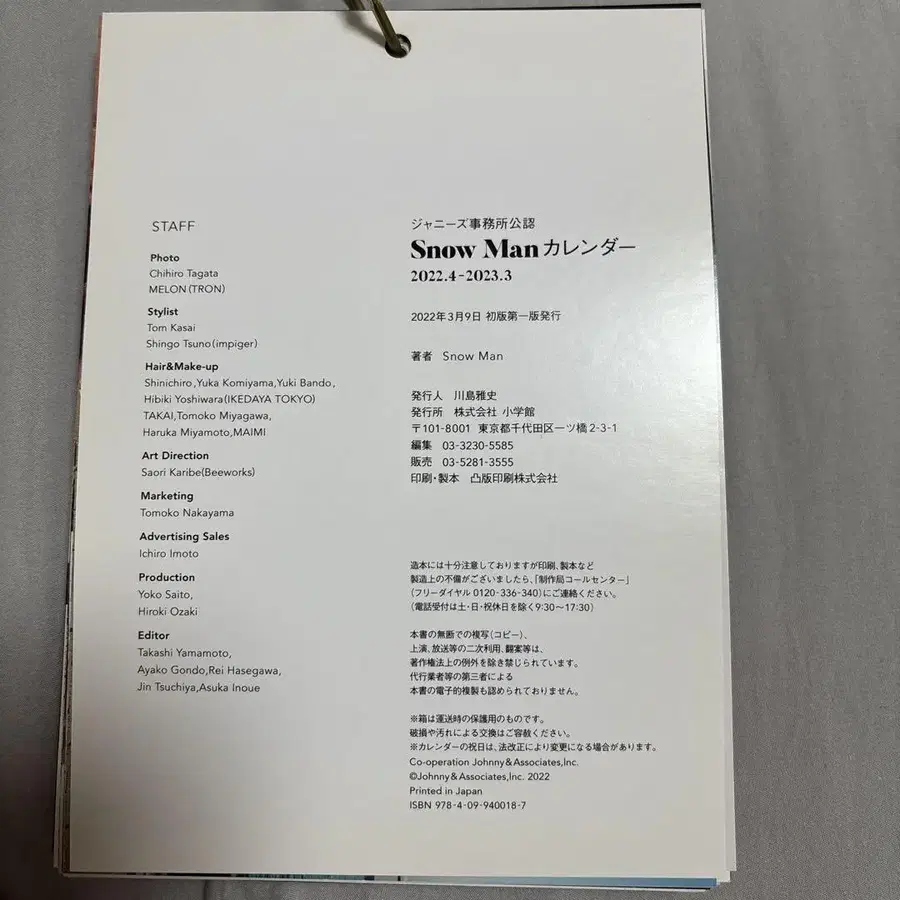 STAFF
Photo
Chihiro Tagata
MELON(TRON)
Stylist
Tom Kasai
Shingo Tsuno(impiger)
Hair&Make-up
Shinichiro,Yuka Komiyama,Yuki Bando,
Hibiki Yoshiwara(IKEDAYA TOKYO)
TAKAI,Tomoko Miyagawa,
Haruka Miyamoto,MAIMI
Art Direction
Saori Karibe(Beeworks)
Marketing
Tomoko Nakayama
Advertising Sales
Ichiro Imoto
Production
Yoko Saito,
Hiroki Ozaki
Editor
Takashi Yamamoto,
Ayako Gondo,Rei Hasegawa,
Jin Tsuchiya,Asuka Inoue
ジャニーズ事務所公認
Snow Manカレンダー
2022.4-2023.3
2022年3月9日 初版第一版発行
著者 Snow Man
発行人 川島雅史
発行所 株式会社 小学館
〒101-8001 東京都千代田区一ツ橋2-3-1
編集 03-3230-5585
販売 03-5281-3555
印刷・製本 凸版印刷株式会社
造本には十分注意しておりますが印刷、製本など
製造上の不備がございましたら、「制作局コールセンター」
(フリーダイヤル 0120-336-340)にご連絡ください。
(電話受付は土・日・祝休日を除く9:30〜17:30)
本書の無断での複写(コピー)、
上演、放送等の二次利用、翻案等は、
著作権法上の例外を除き禁じられています。
代行業者等の第三者による
本書の電子的複製も認められておりません。
※箱は運送時の保護用のものです。
破損や汚れによる交換はご容赦ください。
※カレンダーの祝日は、法改正により変更になる場合があります。
Co-operation Johnny&Associates,Inc.
©Johnny&Associates,Inc. 2022
Printed in Japan
ISBN 978-4-09-940018-7